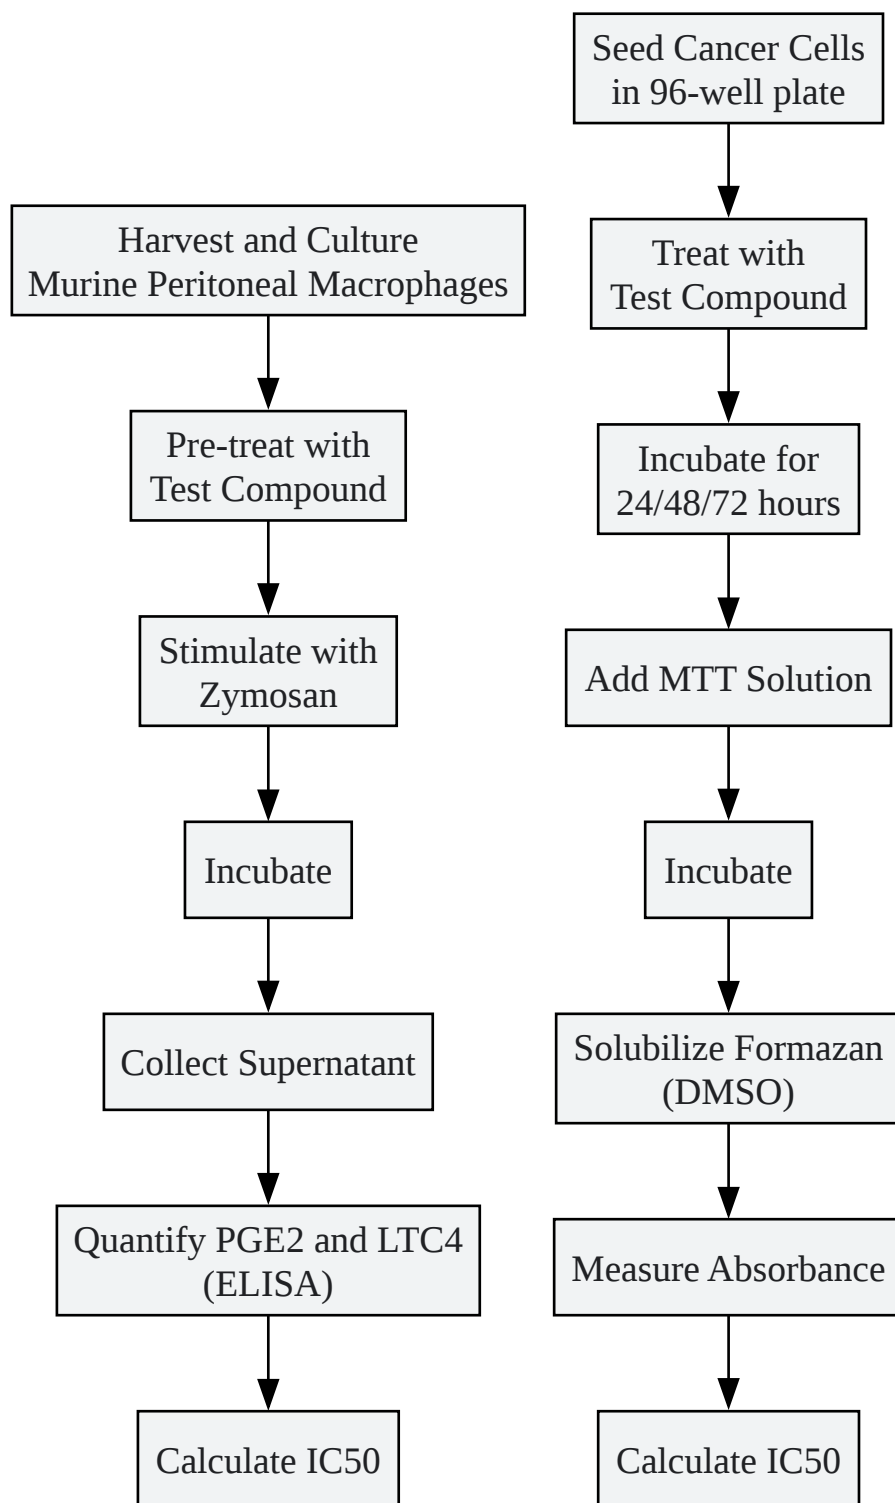 Harvest and Culture
Murine Peritoneal Macrophages
Pre-treat with
Test Compound
Stimulate with
Zymosan
Incubate
Collect Supernatant
Quantify PGE2 and LTC4
(ELISA)
Calculate IC50
Seed Cancer Cells
in 96-well plate
Treat with
Test Compound
Incubate for
24/48/72 hours
Add MTT Solution
Incubate
Solubilize Formazan
(DMSO)
Measure Absorbance
Calculate IC50